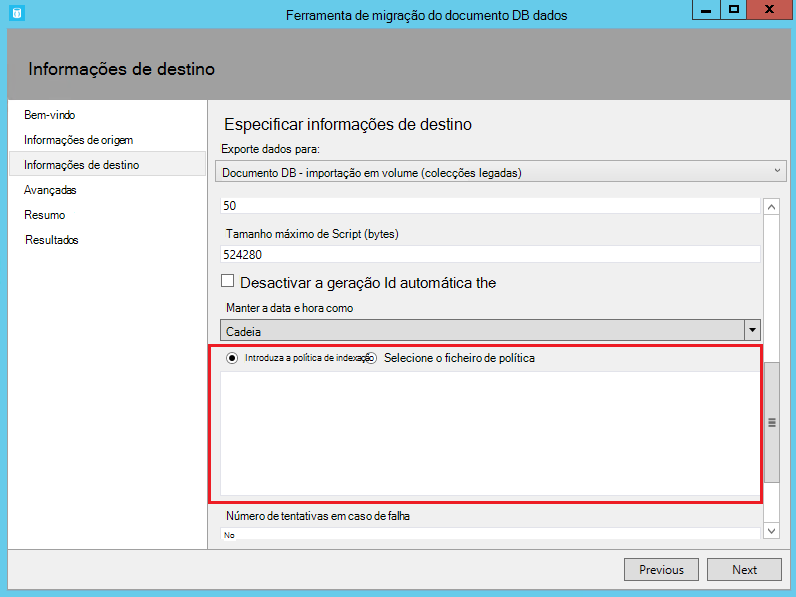 Ferramenta de migração do documento DB dados
Informações de destino
Bem-vindo
Informações de origem
Informações de destino
Avançadas
Resumo
Resultados
Especificar informações de destino
Exporte dados para:
Documento DB - importação em volume (colecções legadas)
50
Tamanho máximo de Script (bytes)
524280
Desactivar a geração Id automática the
Manter a data e hora como
Cadeia
Introduza a política de indexação Selecione o ficheiro de política
Número de tentativas em caso de falha
No
Previous Next